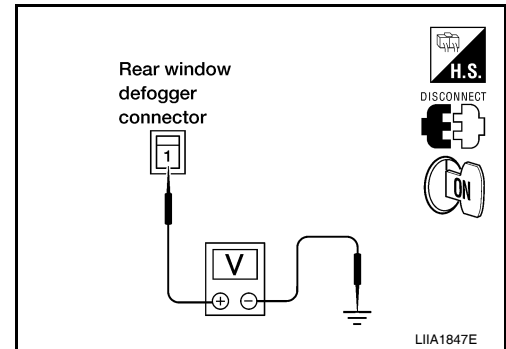 Rear window
defogger
connector
1
V
+ −
H.S.
DISCONNECT
ON
LIIA1847E